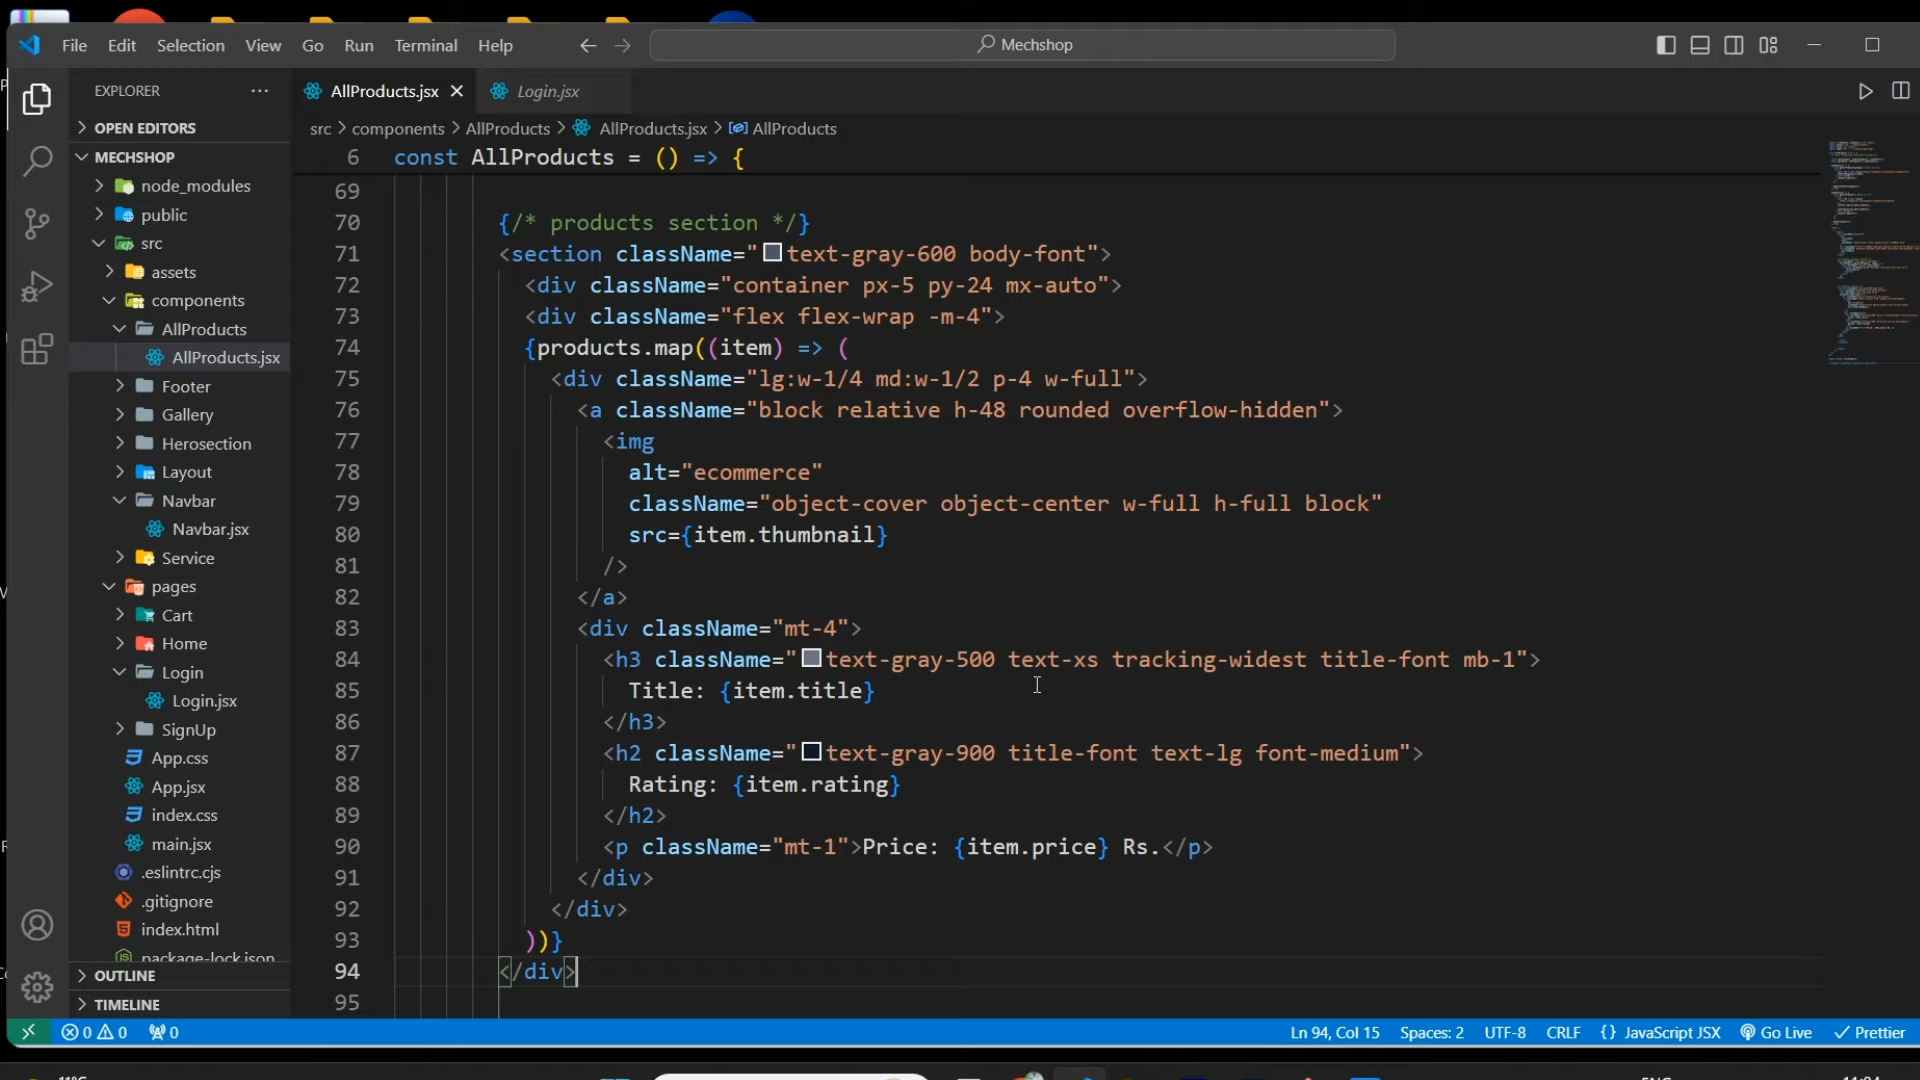 File Edit Selection View Go Run Terminal Help
Mechshop
EXPLORER
AllProducts.jsx
Login.jsx
OPEN EDITORS
src > components > AllProducts > AllProducts.jsx > AllProducts
MECHSHOP
node_modules
public
src
assets
components
AllProducts
AllProducts.jsx
Footer
Gallery
Herosection
Layout
Navbar
Navbar.jsx
Service
pages
Cart
Home
Login
Login.jsx
SignUp
App.css
App.jsx
index.css
main.jsx
.eslintrc.cjs
.gitignore
index.html
package-lock.json
OUTLINE
TIMELINE
6 const AllProducts = () => {
69
70 {/* products section */}
71 <section className="text-gray-600 body-font">
72 <div className="container px-5 py-24 mx-auto">
73 <div className="flex flex-wrap -m-4">
74 {products.map((item) => (
75 <div className="lg:w-1/4 md:w-1/2 p-4 w-full">
76 <a className="block relative h-48 rounded overflow-hidden">
77 <img
78 alt="ecommerce"
79 className="object-cover object-center w-full h-full block"
80 src={item.thumbnail}
81 />
82 </a>
83 <div className="mt-4">
84 <h3 className="text-gray-500 text-xs tracking-widest title-font mb-1">
85 Title: {item.title}
86 </h3>
87 <h2 className="text-gray-900 title-font text-lg font-medium">
88 Rating: {item.rating}
89 </h2>
90 <p className="mt-1">Price: {item.price} Rs.</p>
91 </div>
92 </div>
93 ))}
94 </div>
95
0 0 0
Ln 94, Col 15 Spaces: 2 UTF-8 CRLF {} JavaScript JSX Go Live Prettier